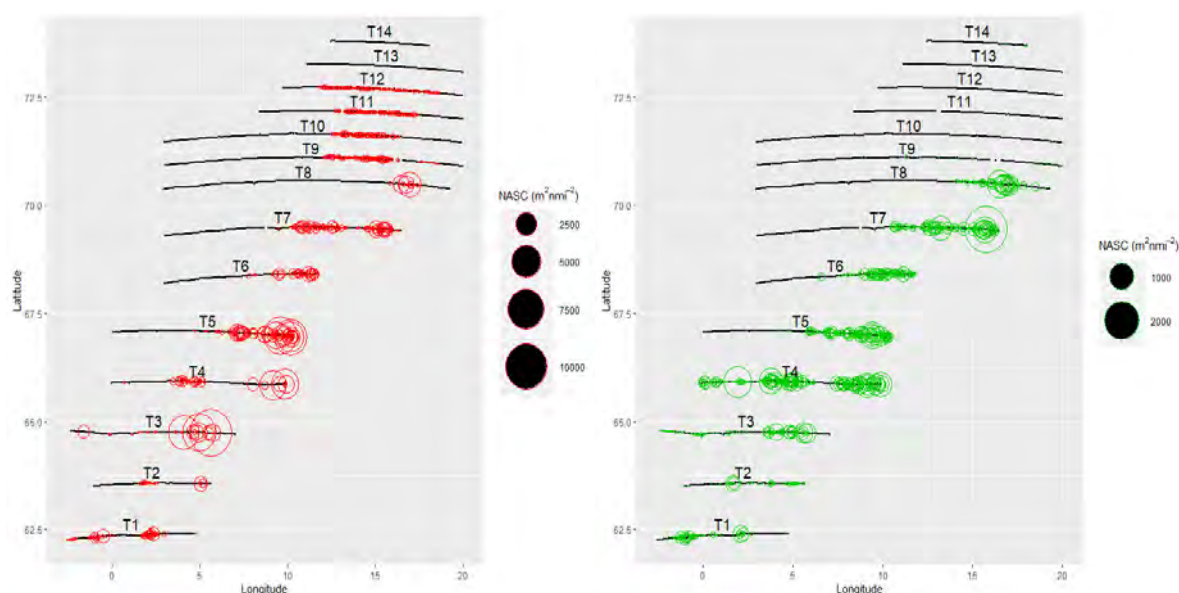 T14
T13
T12
T11
T10
T9
T8
T7
T6
T5
T4
T3
T2
T1
72.5
70.0
67.5
65.0
62.5
Latitude
0
5
10
15
20
Longitude
NASC (m²nmi⁻²)
2500
5000
7500
10000
T14
T13
T12
T11
T10
T9
T8
T7
T6
T5
T4
T3
T2
T1
72.5
70.0
67.5
65.0
62.5
Latitude
0
5
10
15
20
Longitude
NASC (m²nmi⁻²)
1000
2000